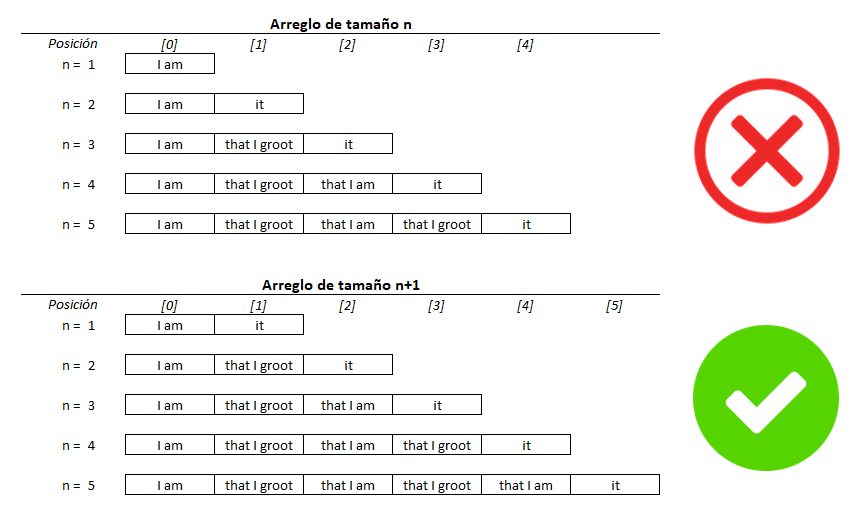 Arreglo de tamaño n
Posición [0] [1] [2] [3] [4]
n = 1 I am
n = 2 I am it
n = 3 I am that I groot it
n = 4 I am that I groot that I am it
n = 5 I am that I groot that I am that I groot it
Arreglo de tamaño n+1
Posición [0] [1] [2] [3] [4] [5]
n = 1 I am it
n = 2 I am that I groot it
n = 3 I am that I groot that I am it
n = 4 I am that I groot that I am that I groot it
n = 5 I am that I groot that I am that I groot that I am it